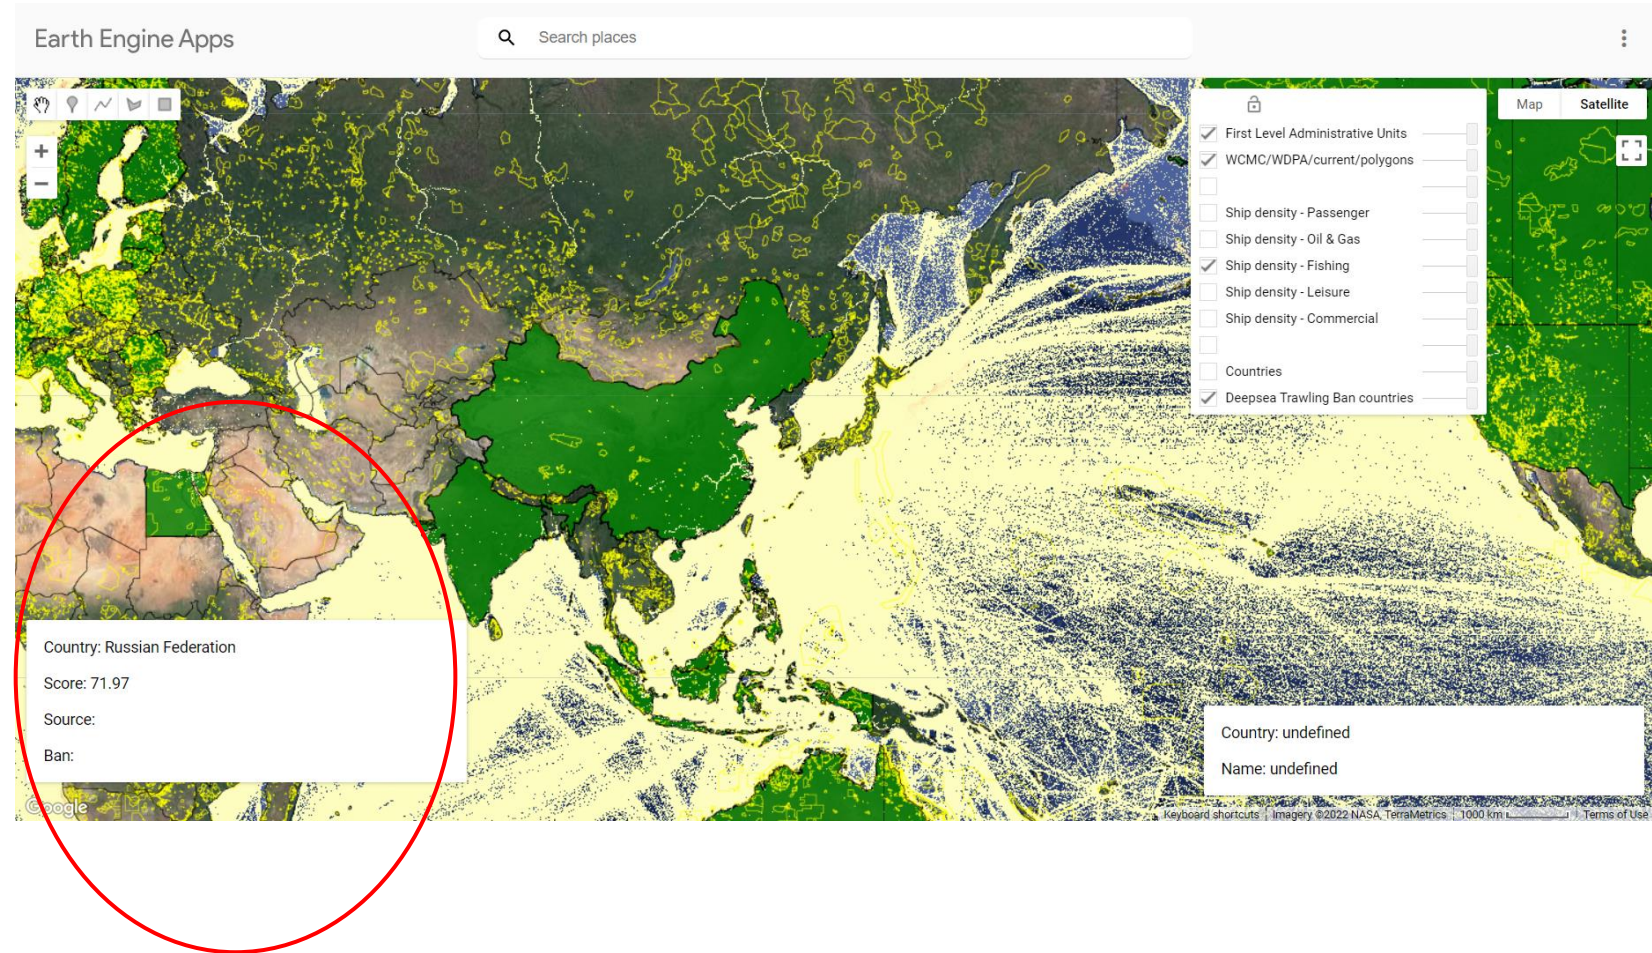 Earth Engine Apps
Search places
Map
Satellite
First Level Administrative Units
WCMC/WDPA/current/polygons
Ship density - Passenger
Ship density - Oil & Gas
Ship density - Fishing
Ship density - Leisure
Ship density - Commercial
Countries
Deepsea Trawling Ban countries
Country: Russian Federation
Score: 71.97
Source:
Ban:
Country: undefined
Name: undefined
Google
Keyboard shortcuts
Imagery ©2022 NASA, TerraMetrics
1000 km
Terms of Use